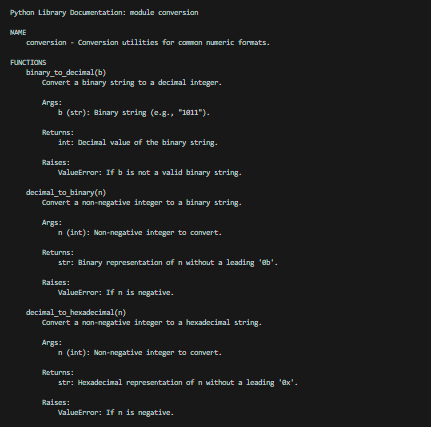 Python Library Documentation: module conversion
NAME
conversion - Conversion utilities for common numeric formats.
FUNCTIONS
binary_to_decimal(b)
Convert a binary string to a decimal integer.
Args:
b (str): Binary string (e.g., "1011").
Returns:
int: Decimal value of the binary string.
Raises:
ValueError: If b is not a valid binary string.
decimal_to_binary(n)
Convert a non-negative integer to a binary string.
Args:
n (int): Non-negative integer to convert.
Returns:
str: Binary representation of n without a leading '0b'.
Raises:
ValueError: If n is negative.
decimal_to_hexadecimal(n)
Convert a non-negative integer to a hexadecimal string.
Args:
n (int): Non-negative integer to convert.
Returns:
str: Hexadecimal representation of n without a leading '0x'.
Raises:
ValueError: If n is negative.